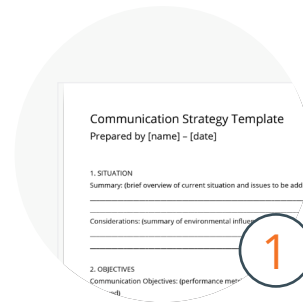 Communication Strategy Template
Prepared by [name] – [date]
1. SITUATION
Summary: (brief overview of current situation and issues to be add
Considerations: (summary of environmental influe
1
2. OBJECTIVES
Communication Objectives: (performance met